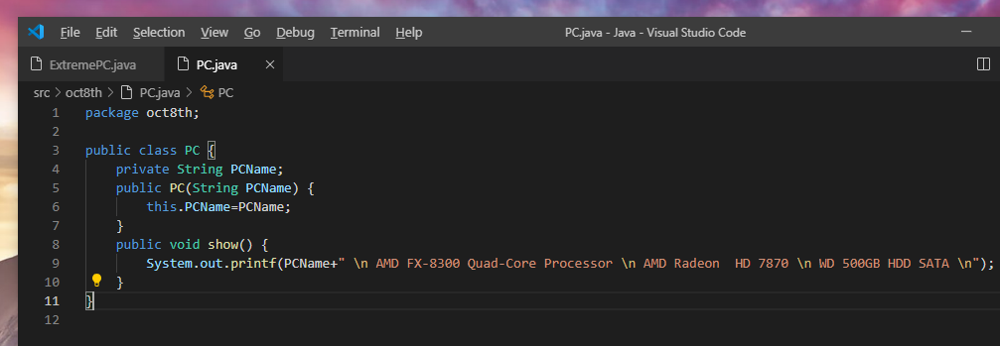 File Edit Selection View Go Debug Terminal Help PC.java - Java - Visual Studio Code
ExtremePC.java PC.java
src > oct8th > PC.java > PC
1 package oct8th;
2
3 public class PC {
4 private String PCName;
5 public PC(String PCName) {
6 this.PCName=PCName;
7 }
8 public void show() {
9 System.out.printf(PCName+" \n AMD FX-8300 Quad-Core Processor \n AMD Radeon  HD 7870 \n WD 500GB HDD SATA \n");
10 }
11 }
12